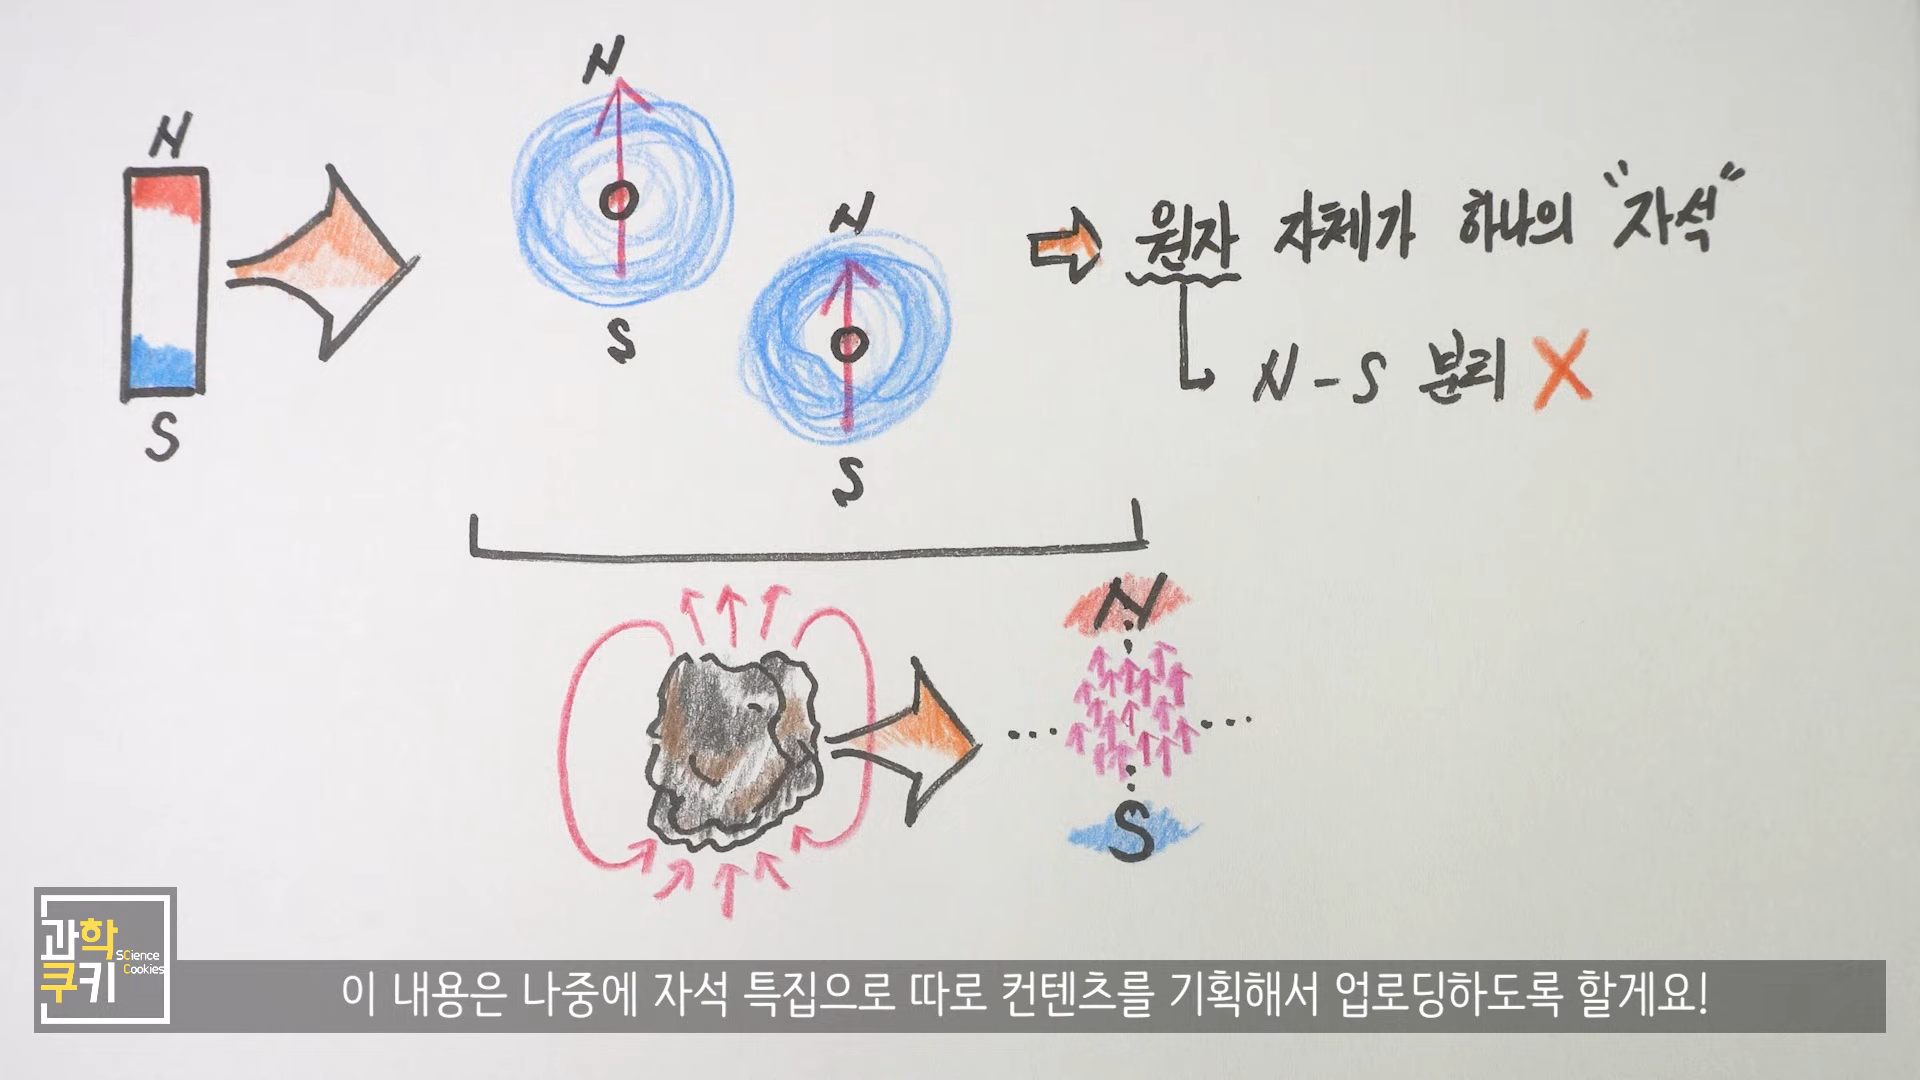 N
S
N
S
N
S
원자 자체가 하나의 "자석"
N - S 분리 X
N
S
과학
쿠키
SCience
Cookies
이 내용은 나중에 자석 특집으로 따로 컨텐츠를 기획해서 업로딩하도록 할게요!